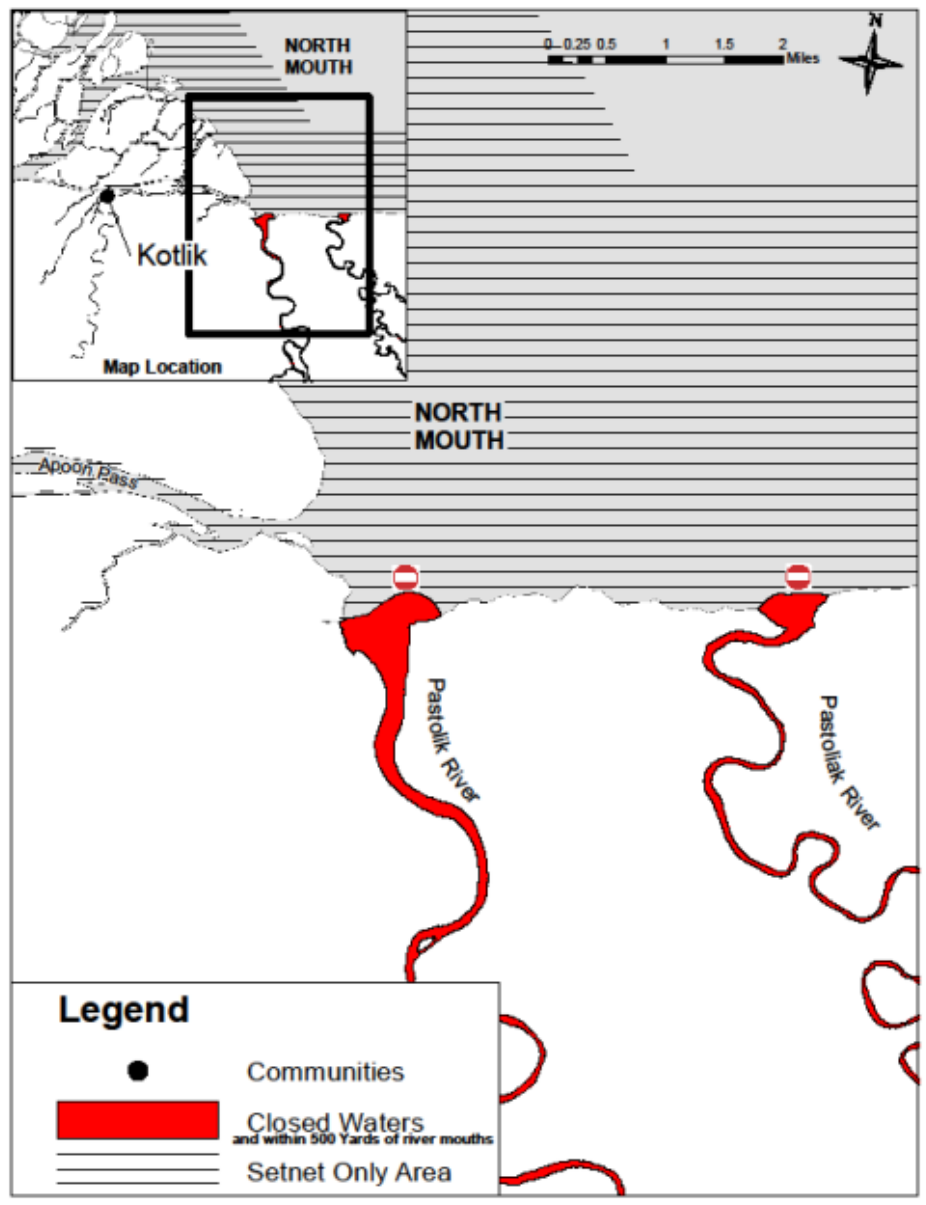 NORTH
MOUTH
Kotlik
Map Location
N
0 0.25 0.5 1 1.5 2
Miles
NORTH
MOUTH
Apoon Pass
Pastolik River
Pastoliak River
Legend
Communities
Closed Waters
and within 500 Yards of river mouths
Setnet Only Area